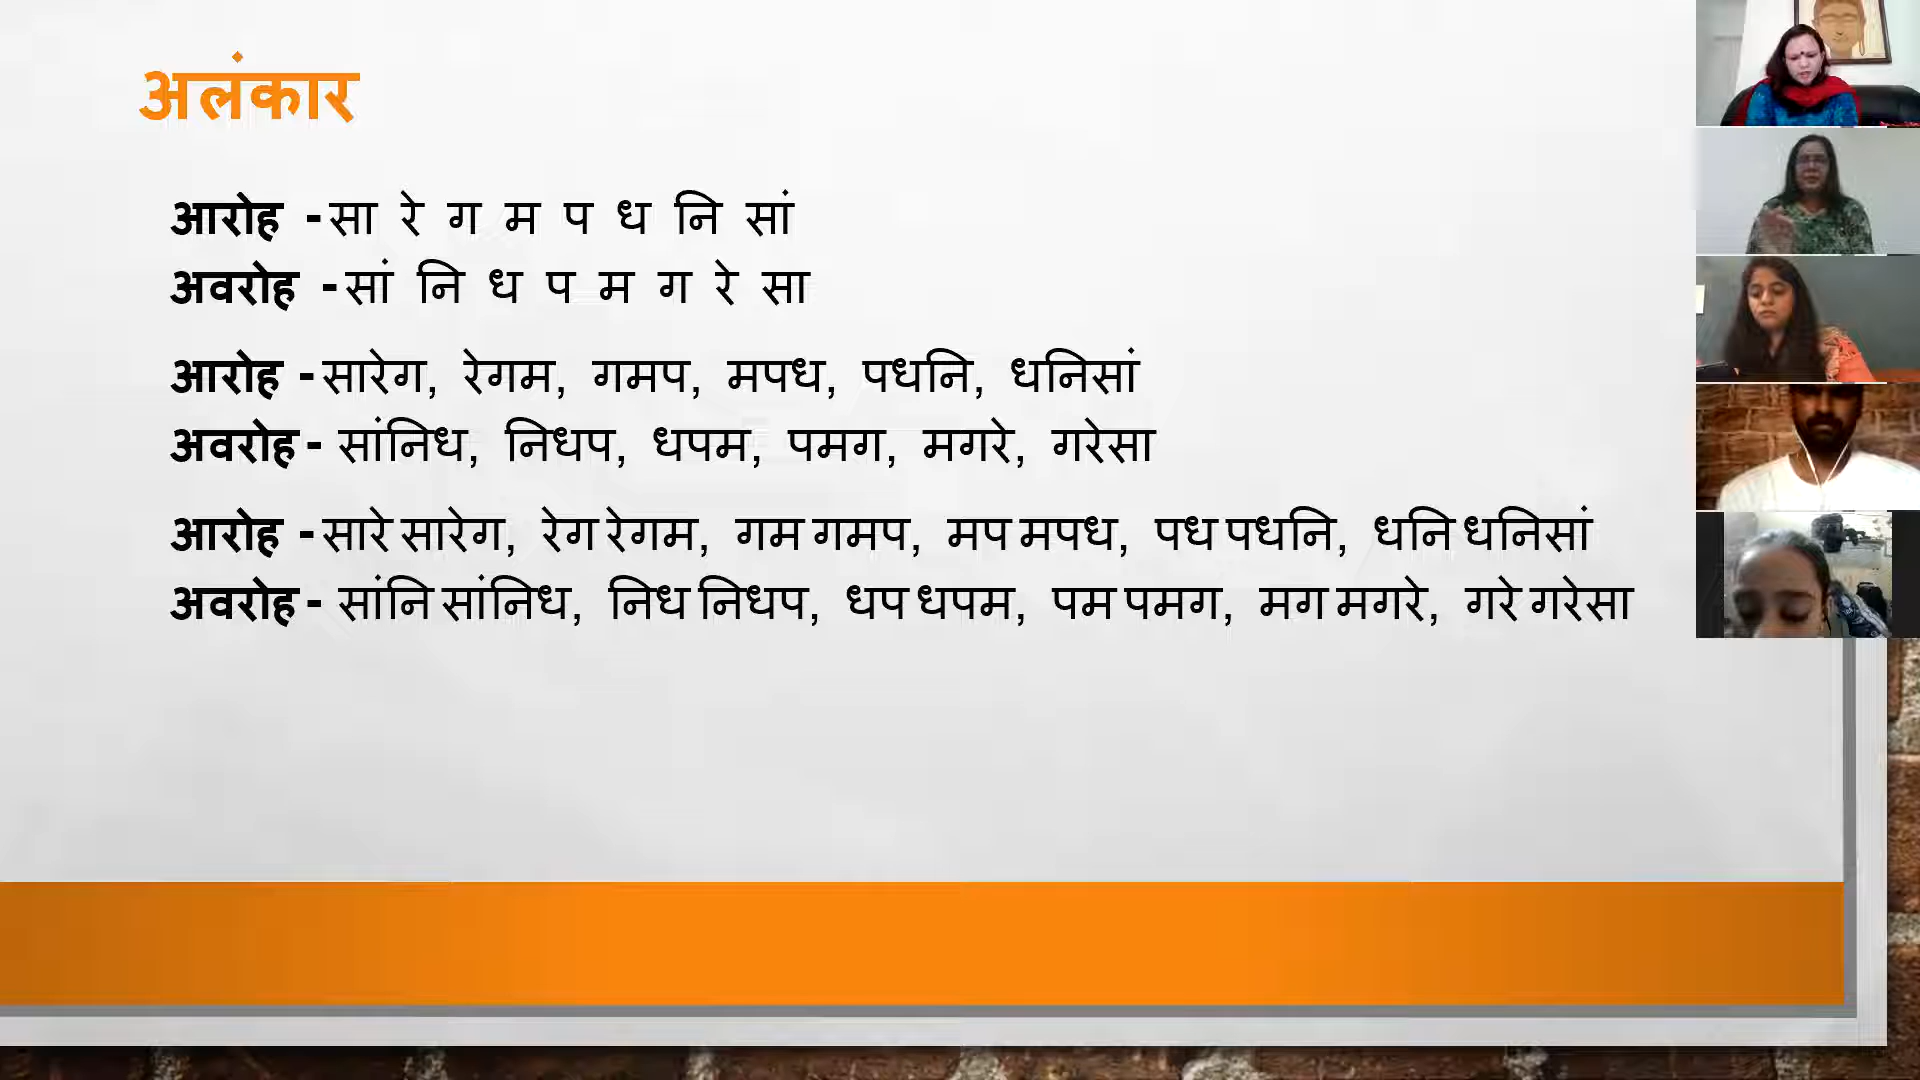 अलंकार
आरोह - सा रे ग म प ध नि सां
अवरोह - सां नि ध प म ग रे सा
आरोह - सारेग, रेगम, गमप, मपध, पधनि, धनिसां
अवरोह - सांनिध, निधप, धपम, पमग, मगरे, गरेसा
आरोह - सारे सारेग, रेग रेगम, गम गमप, मप मपध, पध पधनि, धनि धनिसां
अवरोह - सांनि सांनिध, निध निधप, धप धपम, पम पमग, मग मगरे, गरे गरेसा